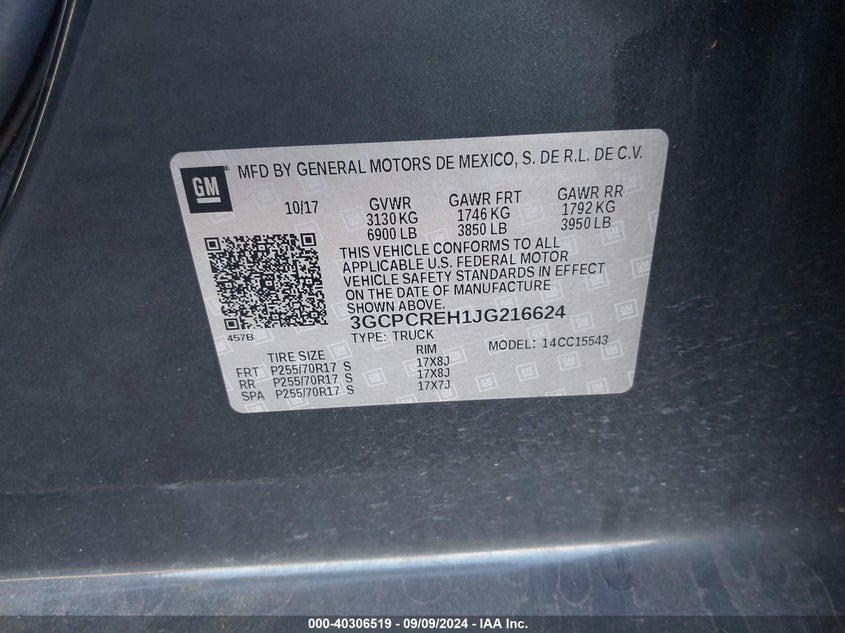 GM
® MFD BY GENERAL MOTORS DE MEXICO, S. DE R.L. DE C.V.
10/17 GVWR GAWR FRT GAWR RR
3130 KG 1746 KG 1792 KG
6900 LB 3850 LB 3950 LB
THIS VEHICLE CONFORMS TO ALL
APPLICABLE U.S. FEDERAL MOTOR
VEHICLE SAFETY STANDARDS IN EFFECT
ON THE DATE OF MANUFACTURE
SHOWN ABOVE.
457B
3GCPCREH1JG216624
TYPE: TRUCK MODEL: 14CC15543
TIRE SIZE RIM
FRT P255/70R17 S 17X8J
RR P255/70R17 S 17X8J
SPA P255/70R17 S 17X7J
000-40306519 - 09/09/2024 - IAA Inc.